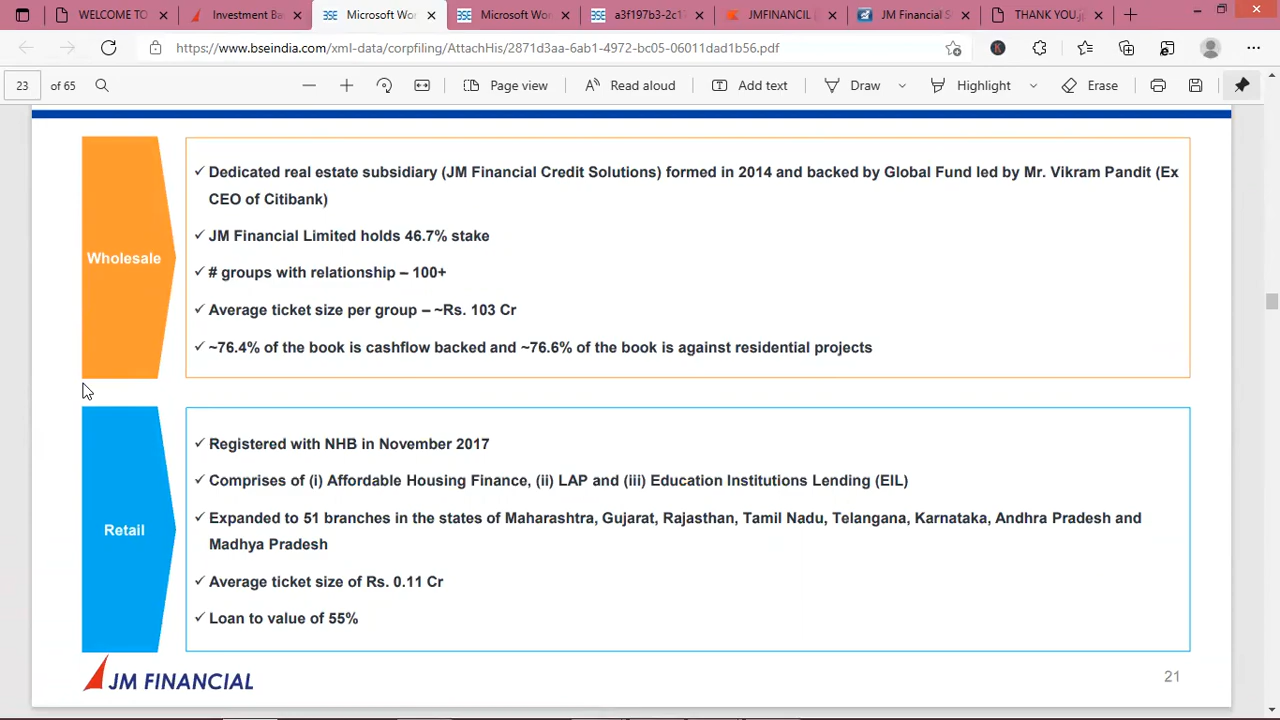 WELCOME TO
Investment Ba
Microsoft Wo
Microsoft Wo
a3f197b3-2c1
JMFINANCIL
JM Financial S
THANK YOU.j
https://www.bseindia.com/xml-data/corpfiling/AttachHis/2871d3aa-6ab1-4972-bc05-06011dad1b56.pdf
23 of 65
Page view
Read aloud
Add text
Draw
Highlight
Erase
Wholesale
✓ Dedicated real estate subsidiary (JM Financial Credit Solutions) formed in 2014 and backed by Global Fund led by Mr. Vikram Pandit (Ex
CEO of Citibank)
✓ JM Financial Limited holds 46.7% stake
✓ # groups with relationship – 100+
✓ Average ticket size per group – ~Rs. 103 Cr
✓ ~76.4% of the book is cashflow backed and ~76.6% of the book is against residential projects
Retail
✓ Registered with NHB in November 2017
✓ Comprises of (i) Affordable Housing Finance, (ii) LAP and (iii) Education Institutions Lending (EIL)
✓ Expanded to 51 branches in the states of Maharashtra, Gujarat, Rajasthan, Tamil Nadu, Telangana, Karnataka, Andhra Pradesh and
Madhya Pradesh
✓ Average ticket size of Rs. 0.11 Cr
✓ Loan to value of 55%
JM FINANCIAL
21